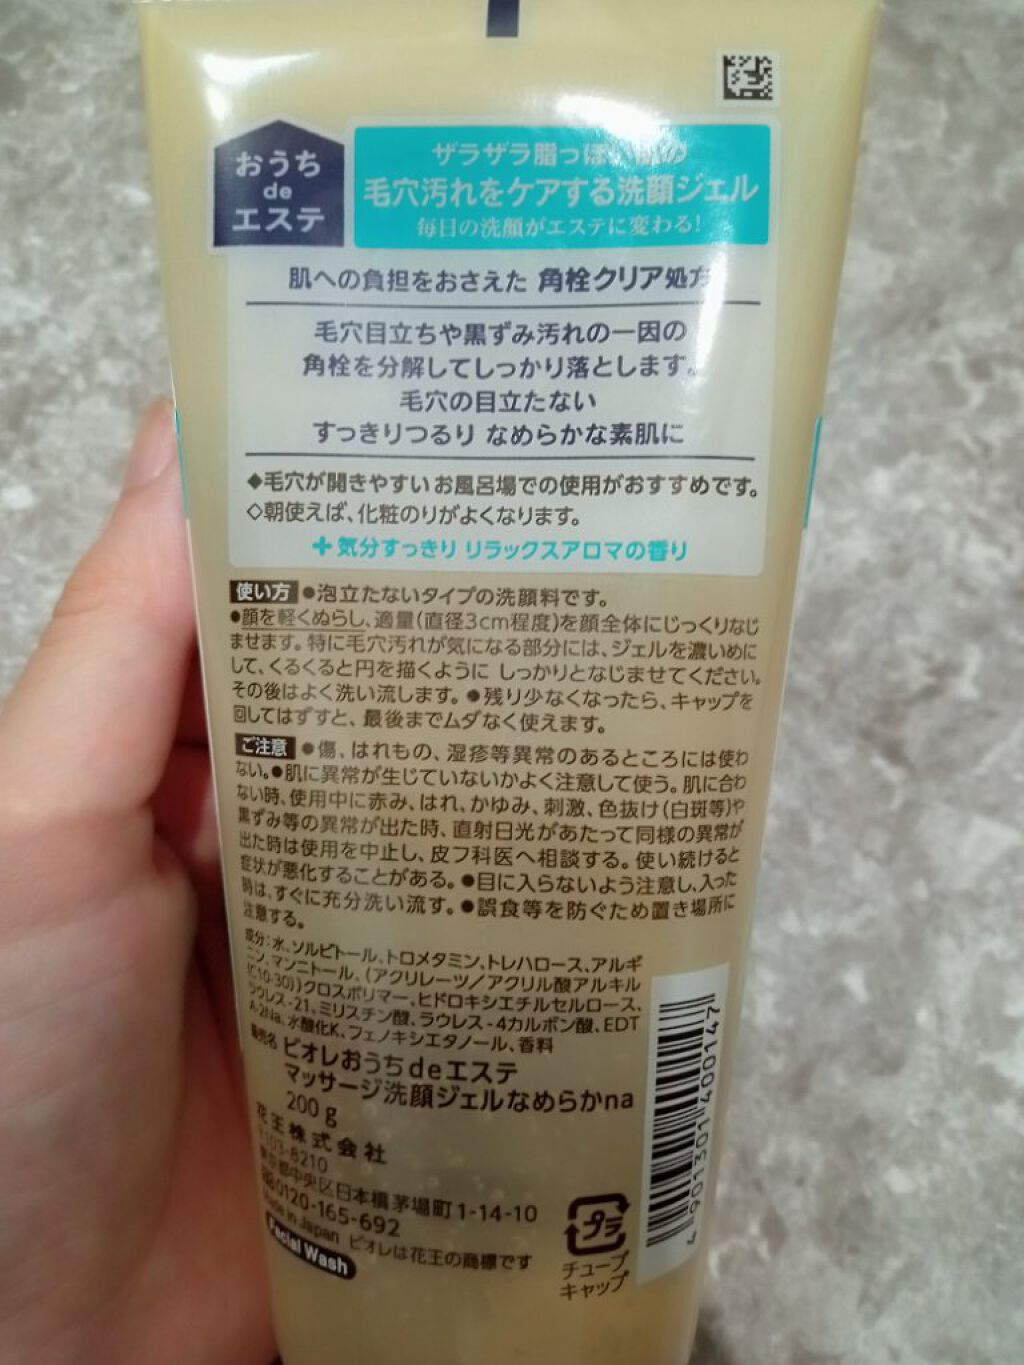 おうち
de
エステ
ザラザラ脂っぽい肌の
毛穴汚れをケアする洗顔ジェル
毎日の洗顔がエステに変わる!
肌への負担をおさえた 角栓クリア処方
毛穴目立ちや黒ずみ汚れの一因の
角栓を分解してしっかり落とします。
毛穴の目立たない
すっきりつるり なめらかな素肌に
◆毛穴が開きやすいお風呂場での使用がおすすめです。
◇朝使えば、化粧のりがよくなります。
+気分すっきり リラックスアロマの香り
使い方 ●泡立たないタイプの洗顔料です。
●顔を軽くぬらし、適量(直径3cm程度)を顔全体にじっくりなじ
ませます。特に毛穴汚れが気になる部分には、ジェルを濃いめに
して、くるくると円を描くように しっかりとなじませてください。
その後はよく洗い流します。●残り少なくなったら、キャップを
回してはずすと、最後までムダなく使えます。
ご注意 ●傷、はれもの、湿疹等異常のあるところには使わ
ない。●肌に異常が生じていないかよく注意して使う。肌に合わ
ない時、使用中に赤み、はれ、かゆみ、刺激、色抜け(白斑等)や
黒ずみ等の異常が出た時、直射日光があたって同様の異常が
出た時は使用を中止し、皮フ科医へ相談する。使い続けると
症状が悪化することがある。●目に入らないよう注意し、入った
時は、すぐに充分洗い流す。●誤食等を防ぐため置き場所に
注意する。
成分:水、ソルビトール、トロメタミン、トレハロース、アルギ
ニン、マンニトール、(アクリレーツ/アクリル酸アルキル
(C10-30))クロスポリマー、ヒドロキシエチルセルロース、
ラウレス-21、ミリスチン酸、ラウレス-4カルボン酸、EDT
A-2Na、水酸化K、フェノキシエタノール、香料
販売名 ビオレおうちdeエステ
マッサージ洗顔ジェルなめらかna
200 g
花王株式会社
〒103-8210
東京都中央区日本橋茅場町1-14-10
0120-165-692
Made in Japan ビオレは花王の商標です
Facial Wash
プラ
チューブ
キャップ
4 901301 400147